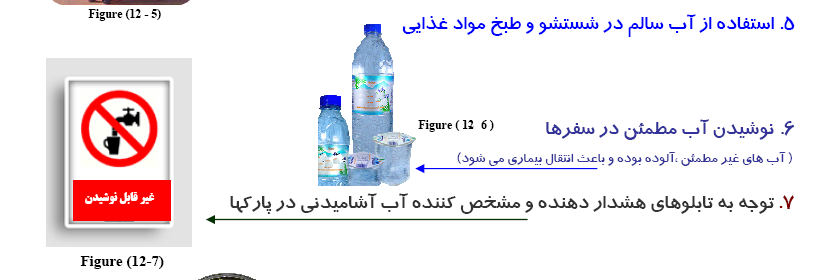 Figure (12 - 5)
۵. استفاده از آب سالم در شستشو و طبخ مواد غذایی
Figure ( 12 6 )
۶. نوشیدن آب مطمئن در سفرها
( آب های غیر مطمئن ،آلوده بوده و باعث انتقال بیماری می شود)
۷. توجه به تابلوهای هشدار دهنده و مشخص کننده آب آشامیدنی در پارکها
غیر قابل نوشیدن
Figure (12-7)